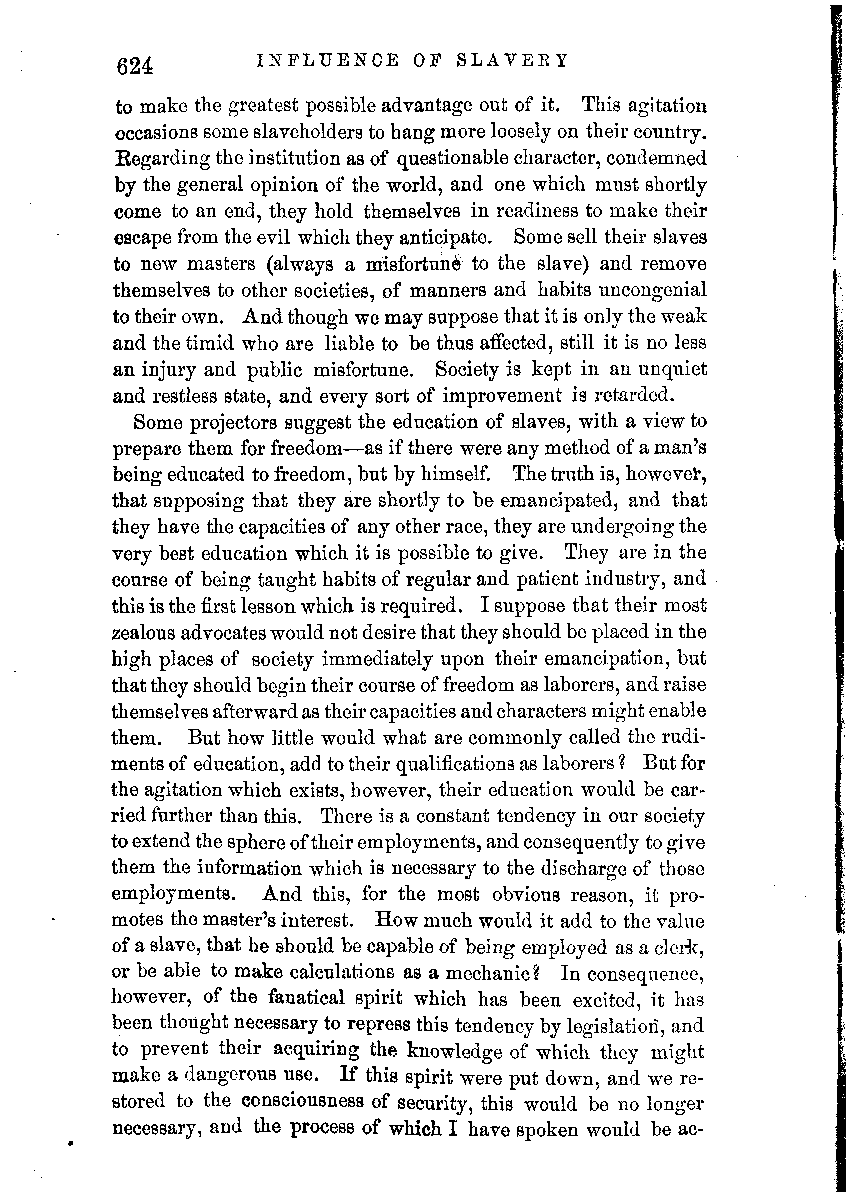 624 INFLUENCE OF SLAVERY
to make the greatest possible advantage out of it. This agitation
occasions some slaveholders to hang more loosely on their country.
Regarding the institution as of questionable character, condemned
by the general opinion of the world, and one which must shortly
come to an end, they hold themselves in readiness to make their
escape from the evil which they anticipate. Some sell their slaves
to new masters (always a misfortune to the slave) and remove
themselves to other societies, of manners and habits uncongenial
to their own. And though we may suppose that it is only the weak
and the timid who are liable to be thus affected, still it is no less
an injury and public misfortune. Society is kept in an unquiet
and restless state, and every sort of improvement is retarded.
Some projectors suggest the education of slaves, with a view to
prepare them for freedom—as if there were any method of a man's
being educated to freedom, but by himself. The truth is, however,
that supposing that they are shortly to be emancipated, and that
they have the capacities of any other race, they are undergoing the
very best education which it is possible to give. They are in the
course of being taught habits of regular and patient industry, and
this is the first lesson which is required. I suppose that their most
zealous advocates would not desire that they should be placed in the
high places of society immediately upon their emancipation, but
that they should begin their course of freedom as laborers, and raise
themselves afterward as their capacities and characters might enable
them. But how little would what are commonly called the rudi-
ments of education, add to their qualifications as laborers? But for
the agitation which exists, however, their education would be car-
ried further than this. There is a constant tendency in our society
to extend the sphere of their employments, and consequently to give
them the information which is necessary to the discharge of those
employments. And this, for the most obvious reason, it pro-
motes the master's interest. How much would it add to the value
of a slave, that he should be capable of being employed as a clerk,
or be able to make calculations as a mechanic? In consequence,
however, of the fanatical spirit which has been excited, it has
been thought necessary to repress this tendency by legislation, and
to prevent their acquiring the knowledge of which they might
make a dangerous use. If this spirit were put down, and we re-
stored to the consciousness of security, this would be no longer
necessary, and the process of which I have spoken would be ac-